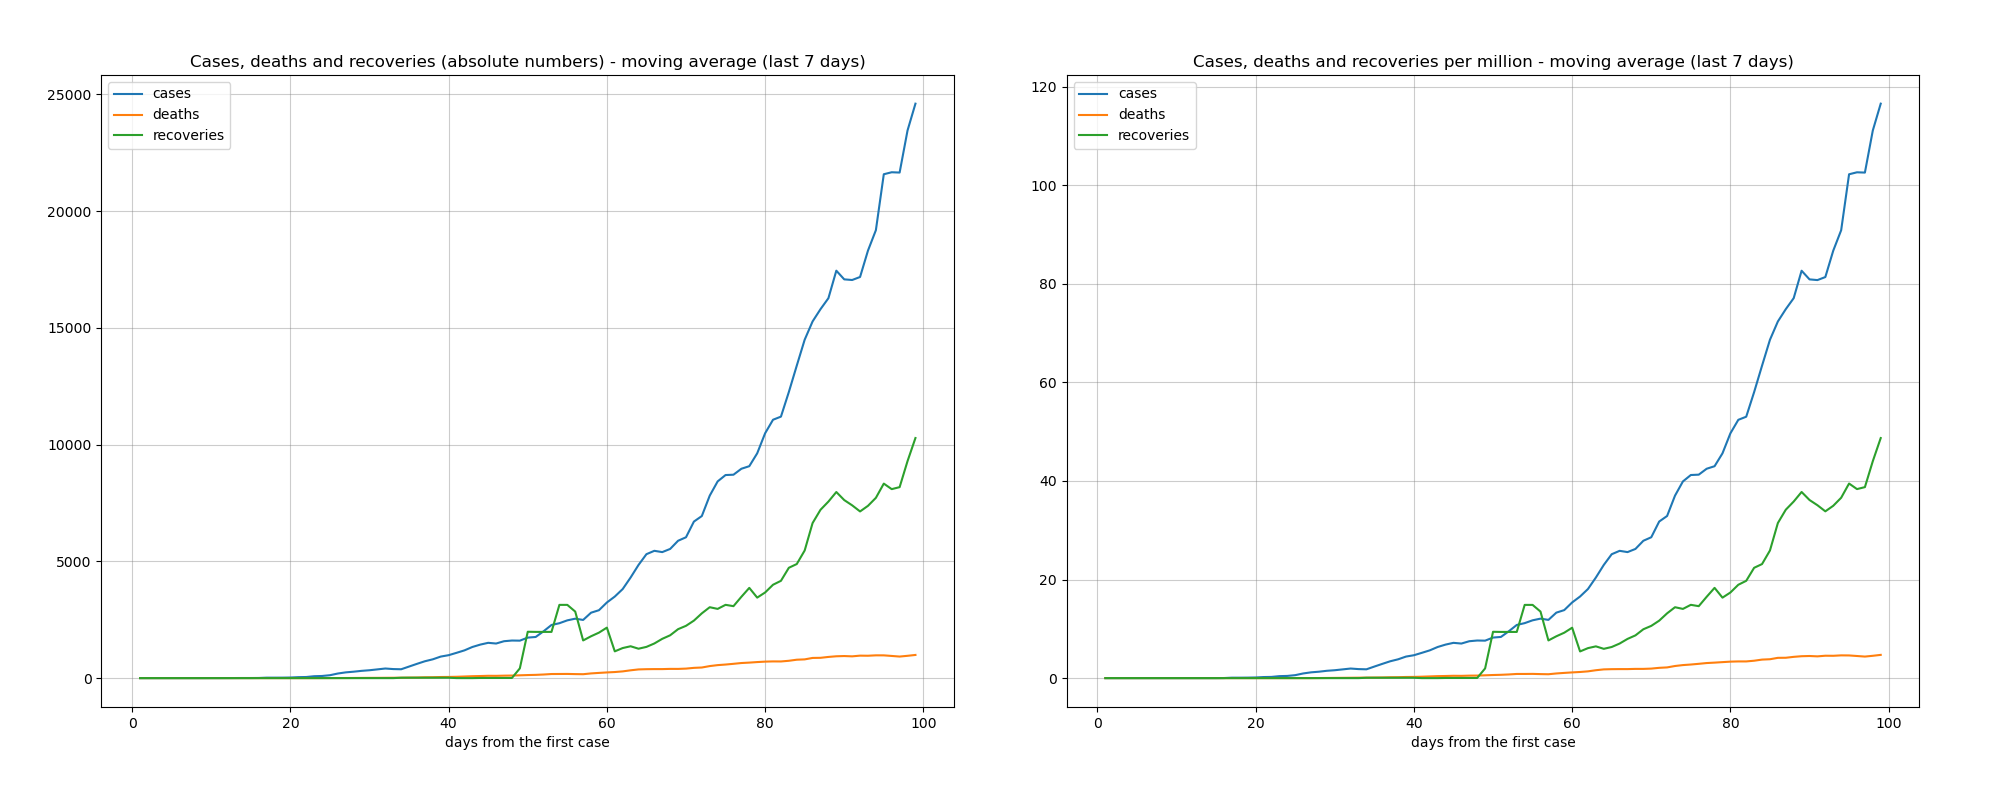 Cases, deaths and recoveries (absolute numbers) - moving average (last 7 days)
cases
deaths
recoveries
25000
20000
15000
10000
5000
0
0 20 40 60 80 100
days from the first case
Cases, deaths and recoveries per million - moving average (last 7 days)
cases
deaths
recoveries
120
100
80
60
40
20
0
0 20 40 60 80 100
days from the first case